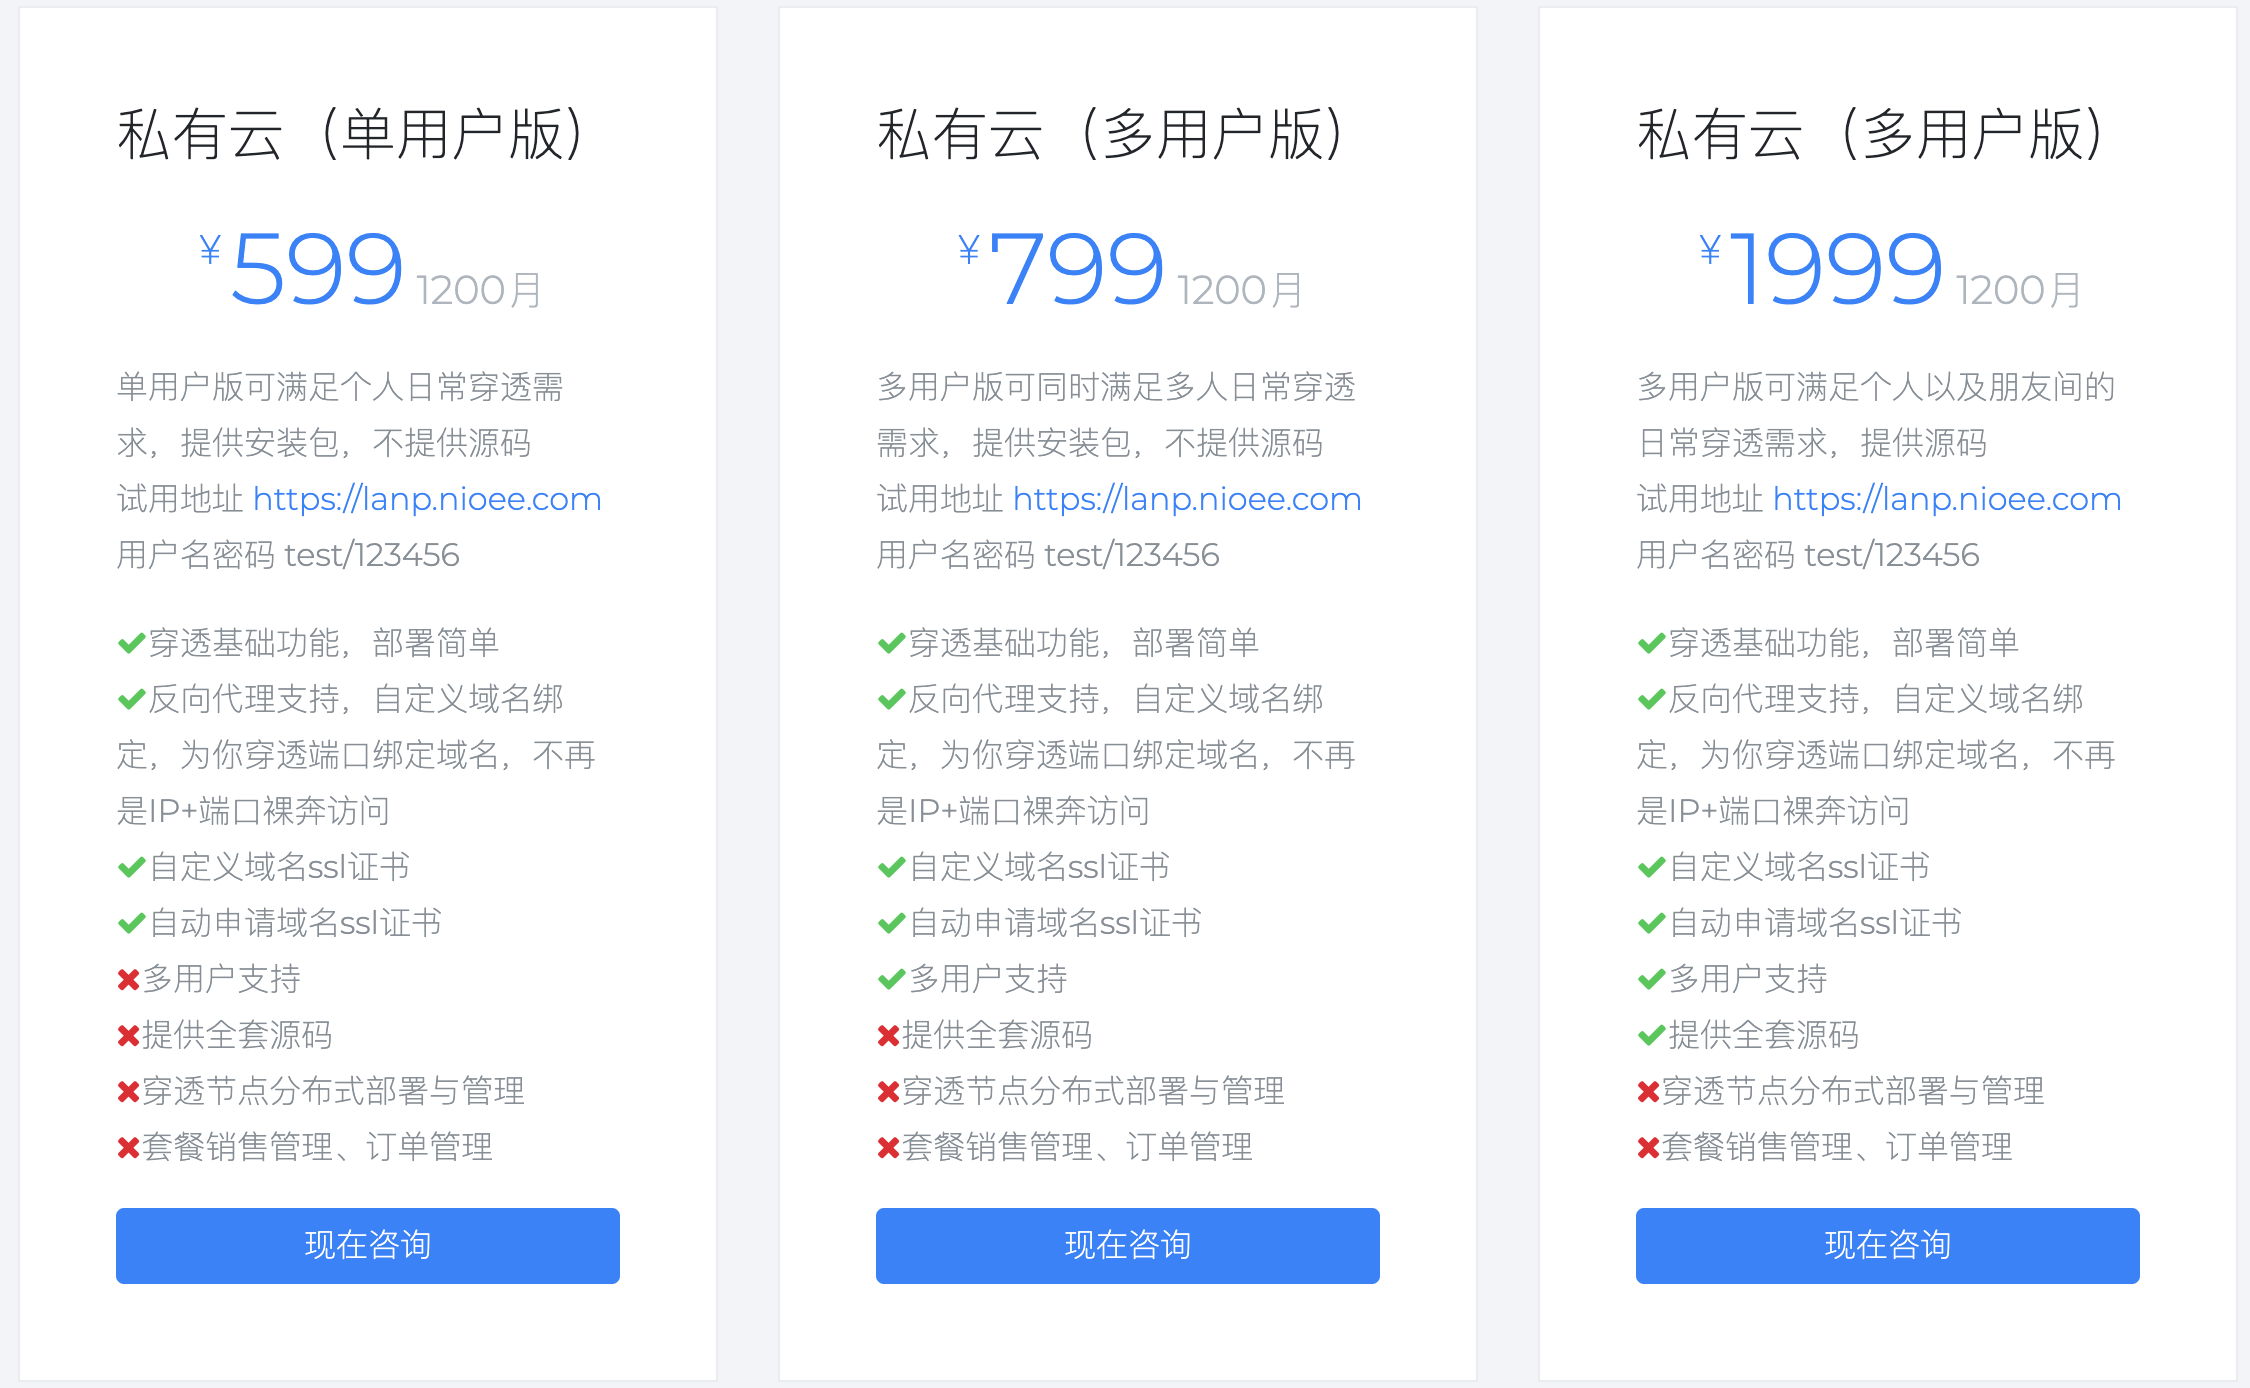 私有云（单用户版）
¥599 1200月
单用户版可满足个人日常穿透需
求，提供安装包，不提供源码
试用地址 https://lanp.nioee.com
用户名密码 test/123456
穿透基础功能，部署简单
反向代理支持，自定义域名绑
定，为你穿透端口绑定域名，不再
是IP+端口裸奔访问
自定义域名ssl证书
自动申请域名ssl证书
多用户支持
提供全套源码
穿透节点分布式部署与管理
套餐销售管理、订单管理
现在咨询
私有云（多用户版）
¥799 1200月
多用户版可同时满足多人日常穿透
需求，提供安装包，不提供源码
试用地址 https://lanp.nioee.com
用户名密码 test/123456
穿透基础功能，部署简单
反向代理支持，自定义域名绑
定，为你穿透端口绑定域名，不再
是IP+端口裸奔访问
自定义域名ssl证书
自动申请域名ssl证书
多用户支持
提供全套源码
穿透节点分布式部署与管理
套餐销售管理、订单管理
现在咨询
私有云（多用户版）
¥1999 1200月
多用户版可满足个人以及朋友间的
日常穿透需求，提供源码
试用地址 https://lanp.nioee.com
用户名密码 test/123456
穿透基础功能，部署简单
反向代理支持，自定义域名绑
定，为你穿透端口绑定域名，不再
是IP+端口裸奔访问
自定义域名ssl证书
自动申请域名ssl证书
多用户支持
提供全套源码
穿透节点分布式部署与管理
套餐销售管理、订单管理
现在咨询